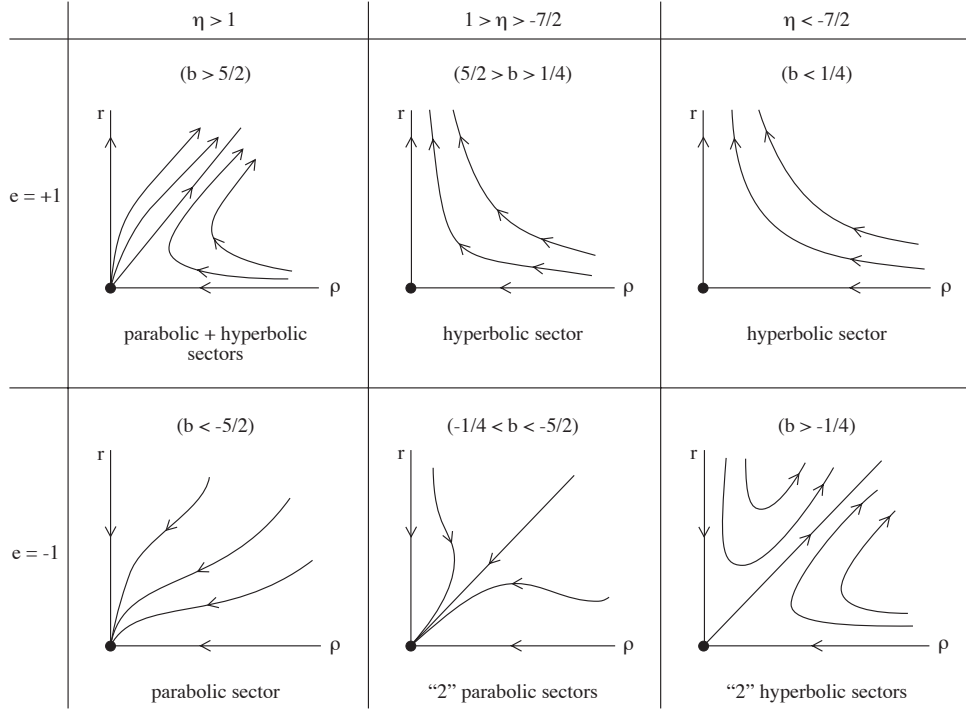 η > 1
1 > η > -7/2
η < -7/2
e = +1
(b > 5/2)
r
ρ
parabolic + hyperbolic
sectors
(5/2 > b > 1/4)
r
ρ
hyperbolic sector
(b < 1/4)
r
ρ
hyperbolic sector
e = -1
(b < -5/2)
r
ρ
parabolic sector
(-1/4 < b < -5/2)
r
ρ
“2” parabolic sectors
(b > -1/4)
r
ρ
“2” hyperbolic sectors